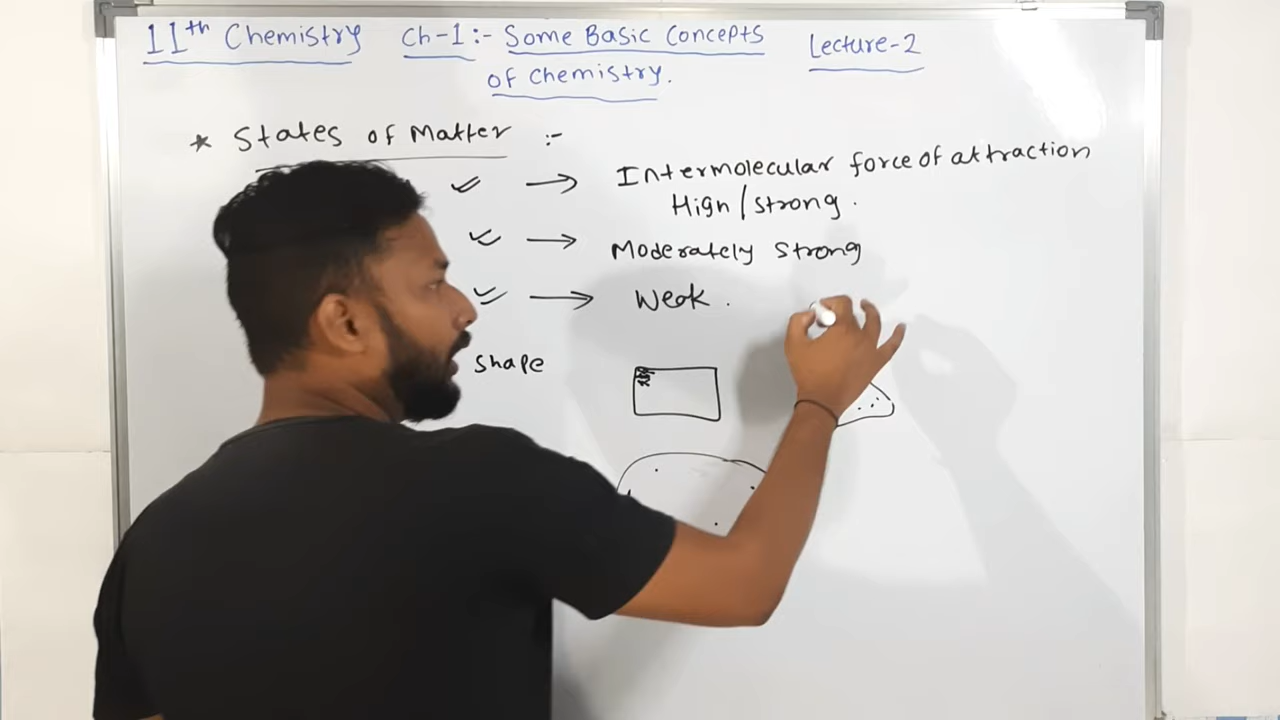 11th Chemistry Ch-1:- Some Basic Concepts of Chemistry. Lecture-2
* States of Matter :-
→ Intermolecular force of attraction
High/strong.
→ Moderately strong
→ Weak.
shape